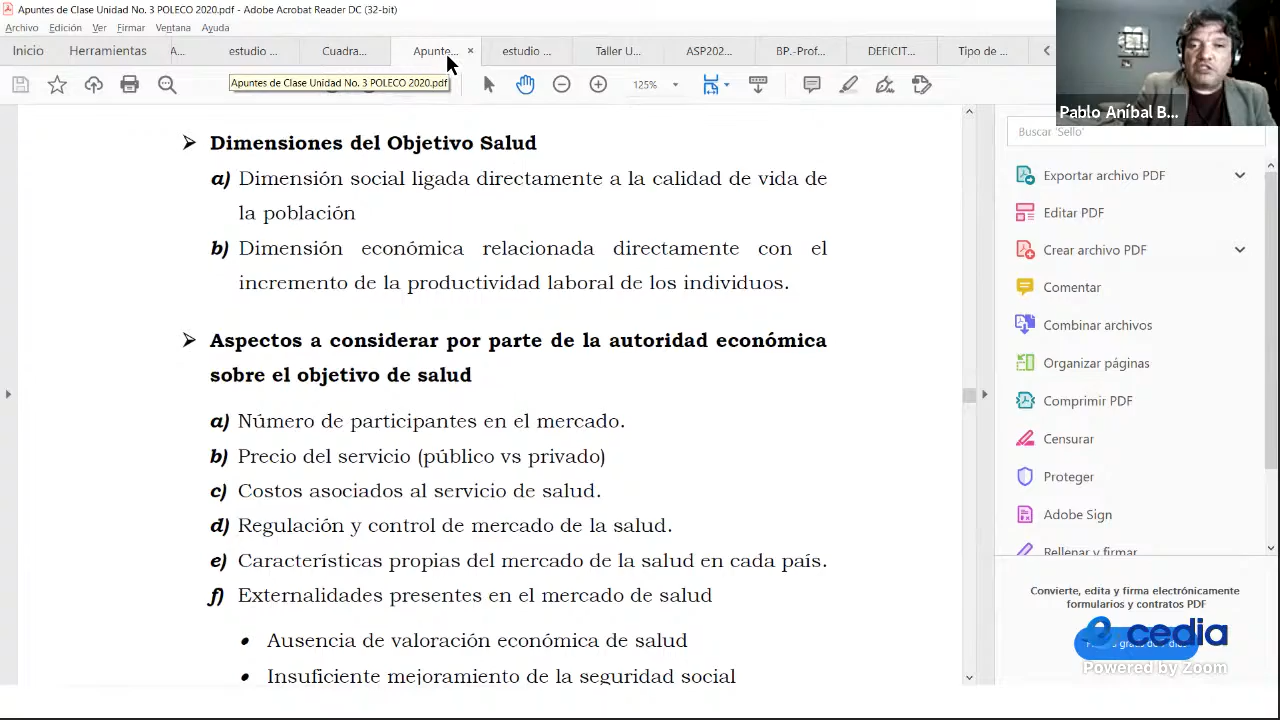 Apuntes de Clase Unidad No. 3 POLECO 2020.pdf - Adobe Acrobat Reader DC (32-bit)
Archivo Edición Ver Firmar Ventana Ayuda
Inicio Herramientas A... estudio ... Cuadra... Apunte... × estudio ... Taller U... ASP202... BP.-Prof... DEFICIT... Tipo de ...
Apuntes de Clase Unidad No. 3 POLECO 2020.pdf
125%
Pablo Aníbal B...
Dimensiones del Objetivo Salud
a) Dimensión social ligada directamente a la calidad de vida de
la población
b) Dimensión económica relacionada directamente con el
incremento de la productividad laboral de los individuos.
Aspectos a considerar por parte de la autoridad económica
sobre el objetivo de salud
a) Número de participantes en el mercado.
b) Precio del servicio (público vs privado)
c) Costos asociados al servicio de salud.
d) Regulación y control de mercado de la salud.
e) Características propias del mercado de la salud en cada país.
f) Externalidades presentes en el mercado de salud
• Ausencia de valoración económica de salud
• Insuficiente mejoramiento de la seguridad social
Buscar 'Sello'
Exportar archivo PDF
Editar PDF
Crear archivo PDF
Comentar
Combinar archivos
Organizar páginas
Comprimir PDF
Censurar
Proteger
Adobe Sign
Rellenar y firmar
Convierte, edita y firma electrónicamente
formularios y contratos PDF
cedia
Powered by Zoom